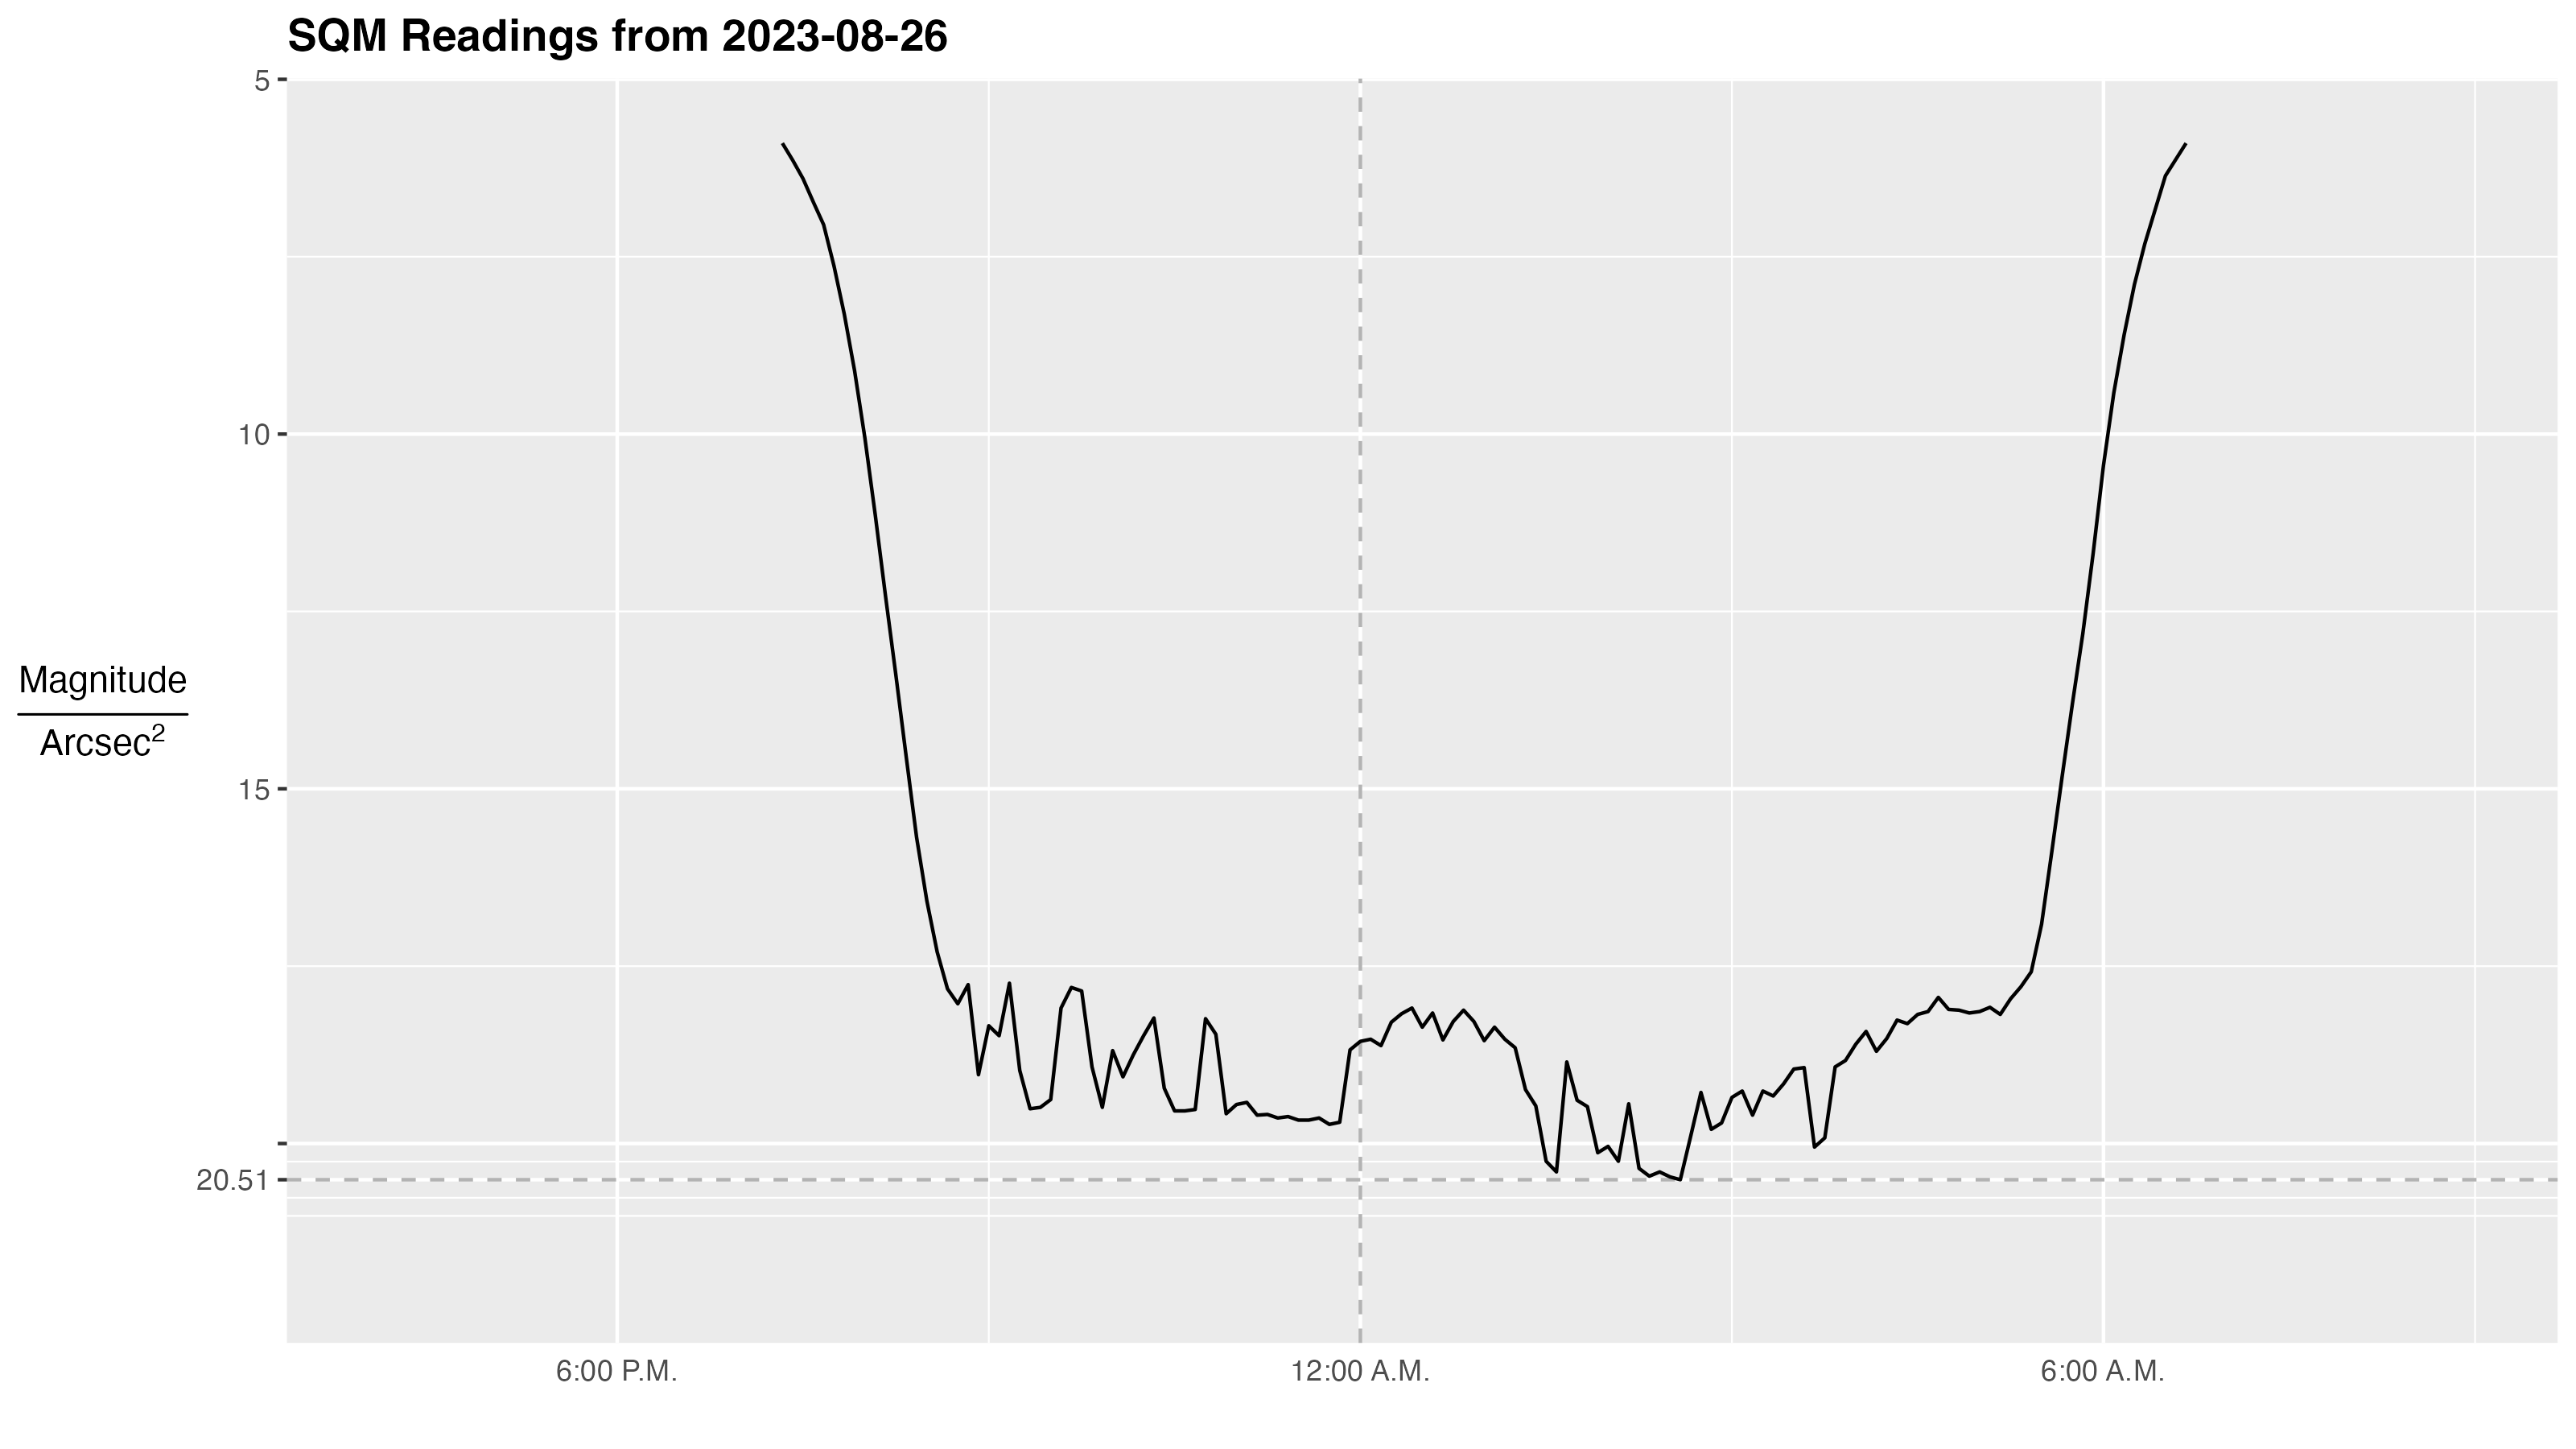 SQM Readings from 2023-08-26
5
10
15
20.51
Magnitude
Arcsec²
6:00 P.M.
12:00 A.M.
6:00 A.M.